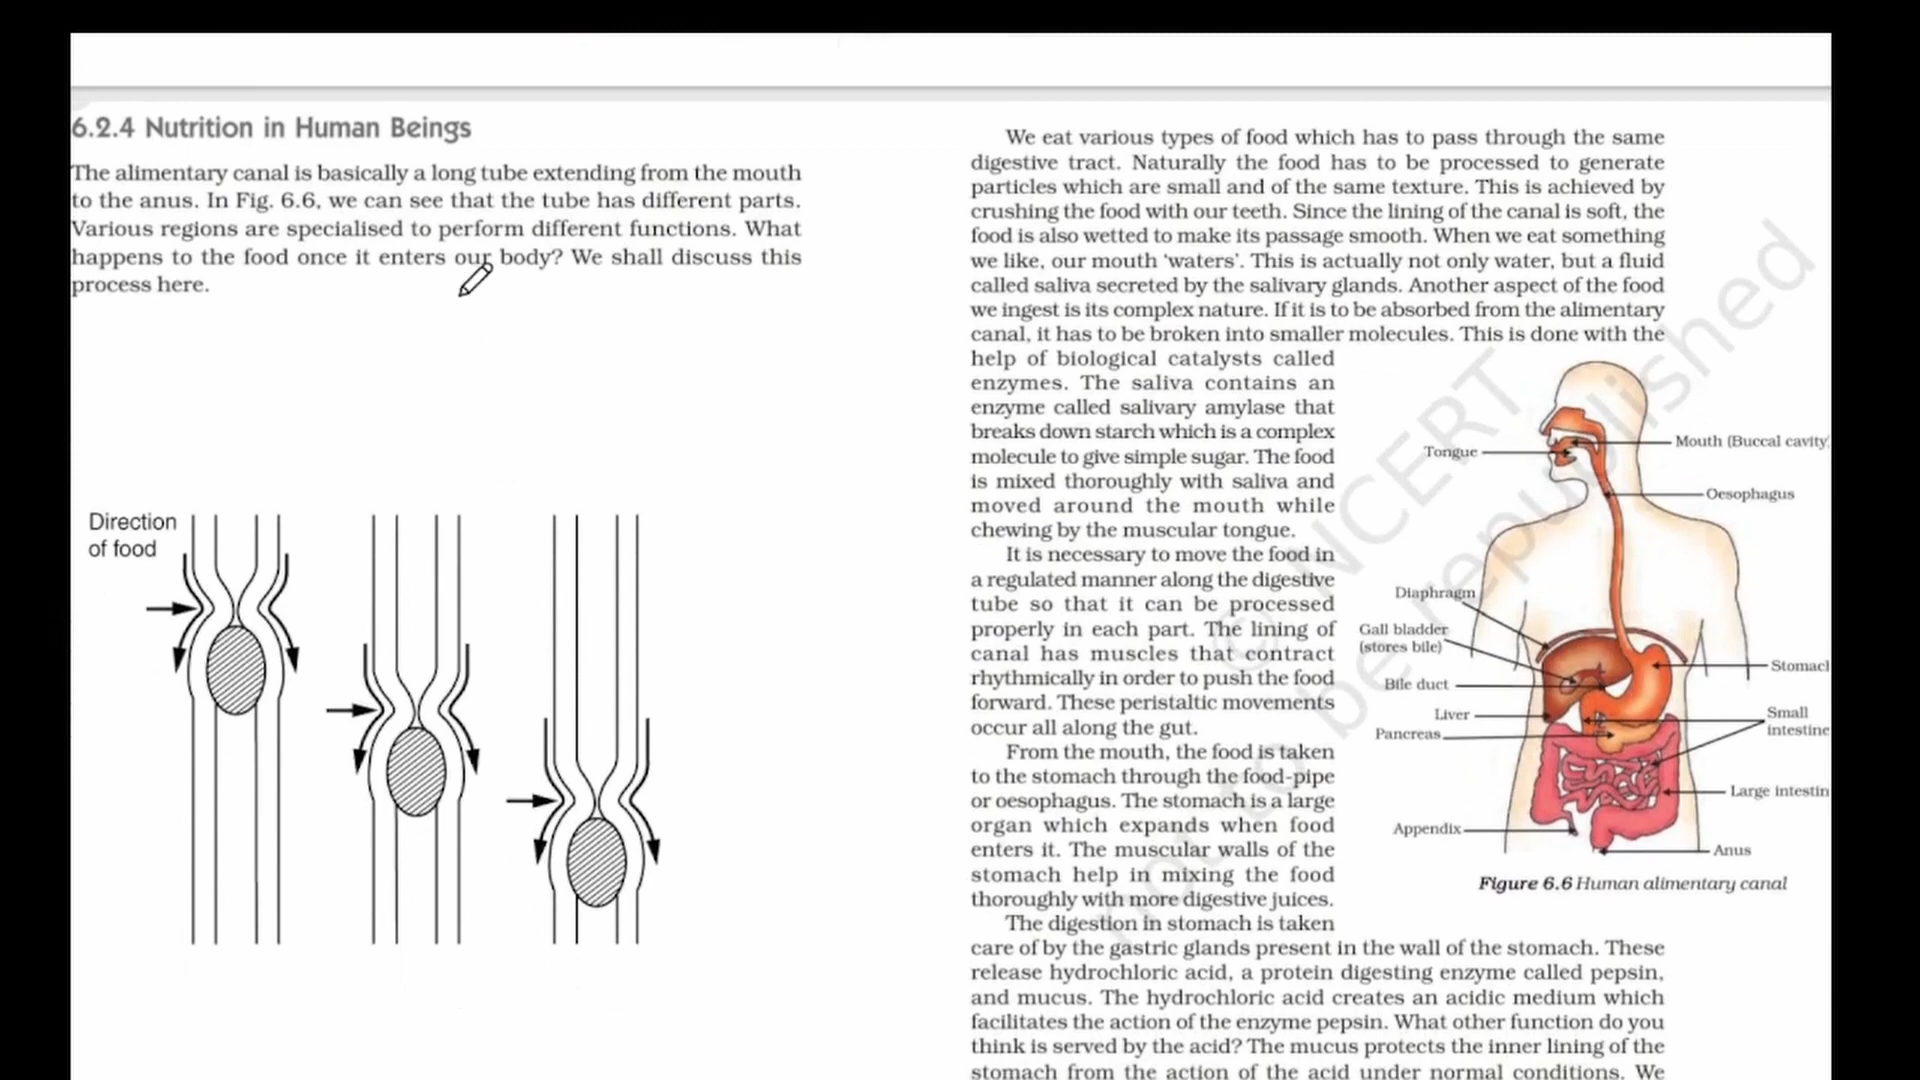 6.2.4 Nutrition in Human Beings
The alimentary canal is basically a long tube extending from the mouth
to the anus. In Fig. 6.6, we can see that the tube has different parts.
Various regions are specialised to perform different functions. What
happens to the food once it enters our body? We shall discuss this
process here.
Direction
of food
We eat various types of food which has to pass through the same
digestive tract. Naturally the food has to be processed to generate
particles which are small and of the same texture. This is achieved by
crushing the food with our teeth. Since the lining of the canal is soft, the
food is also wetted to make its passage smooth. When we eat something
we like, our mouth ‘waters’. This is actually not only water, but a fluid
called saliva secreted by the salivary glands. Another aspect of the food
we ingest is its complex nature. If it is to be absorbed from the alimentary
canal, it has to be broken into smaller molecules. This is done with the
help of biological catalysts called
enzymes. The saliva contains an
enzyme called salivary amylase that
breaks down starch which is a complex
molecule to give simple sugar. The food
is mixed thoroughly with saliva and
moved around the mouth while
chewing by the muscular tongue.
It is necessary to move the food in
a regulated manner along the digestive
tube so that it can be processed
properly in each part. The lining of
canal has muscles that contract
rhythmically in order to push the food
forward. These peristaltic movements
occur all along the gut.
From the mouth, the food is taken
to the stomach through the food-pipe
or oesophagus. The stomach is a large
organ which expands when food
enters it. The muscular walls of the
stomach help in mixing the food
thoroughly with more digestive juices.
The digestion in stomach is taken
care of by the gastric glands present in the wall of the stomach. These
release hydrochloric acid, a protein digesting enzyme called pepsin,
and mucus. The hydrochloric acid creates an acidic medium which
facilitates the action of the enzyme pepsin. What other function do you
think is served by the acid? The mucus protects the inner lining of the
stomach from the action of the acid under normal conditions. We
Mouth (Buccal cavity
Tongue
Oesophagus
Diaphragm
Gall bladder
(stores bile)
Stomach
Bile duct
Liver
Small
intestine
Pancreas
Large intestin
Appendix
Anus
Figure 6.6 Human alimentary canal
© NCERT
not to be republished